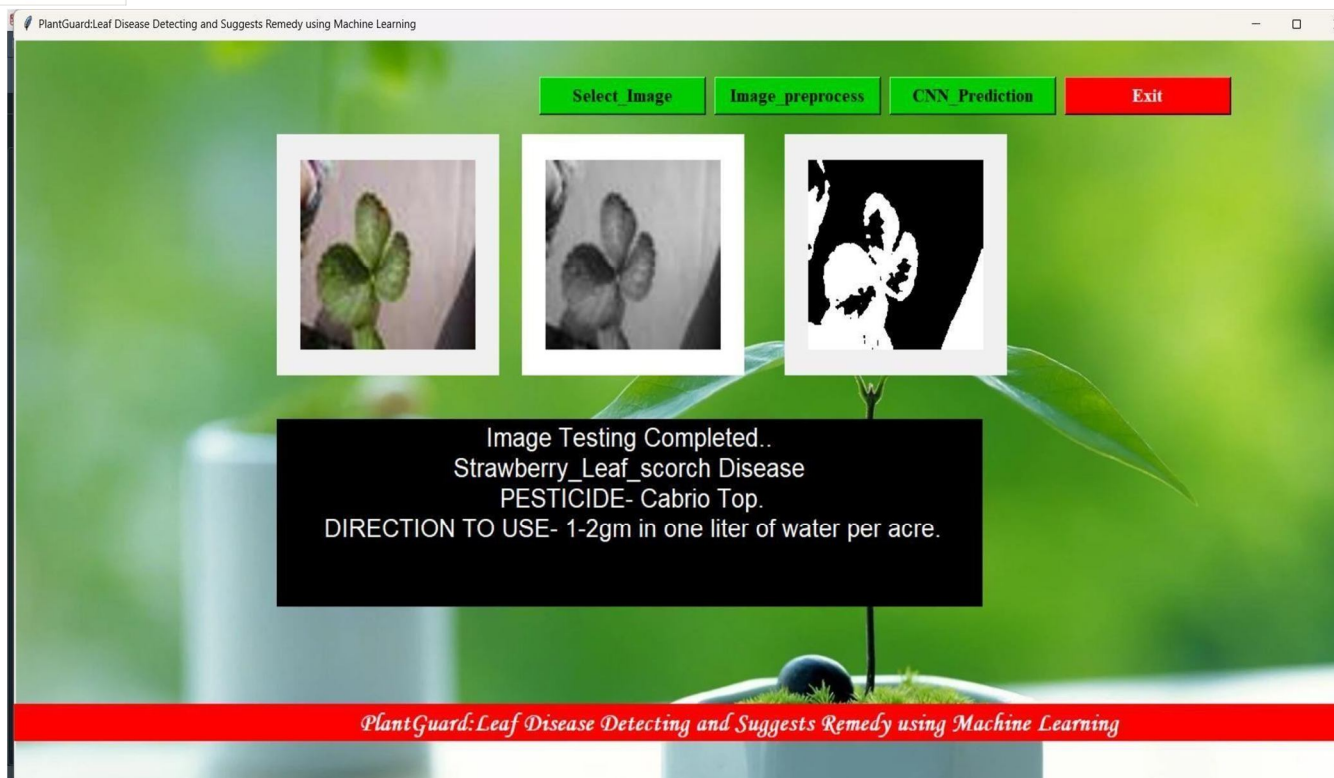 PlantGuard:Leaf Disease Detecting and Suggests Remedy using Machine Learning
Select_Image
Image_preprocess
CNN_Prediction
Exit
Image Testing Completed..
Strawberry_Leaf_scorch Disease
PESTICIDE- Cabrio Top.
DIRECTION TO USE- 1-2gm in one liter of water per acre.
PlantGuard:Leaf Disease Detecting and Suggests Remedy using Machine Learning